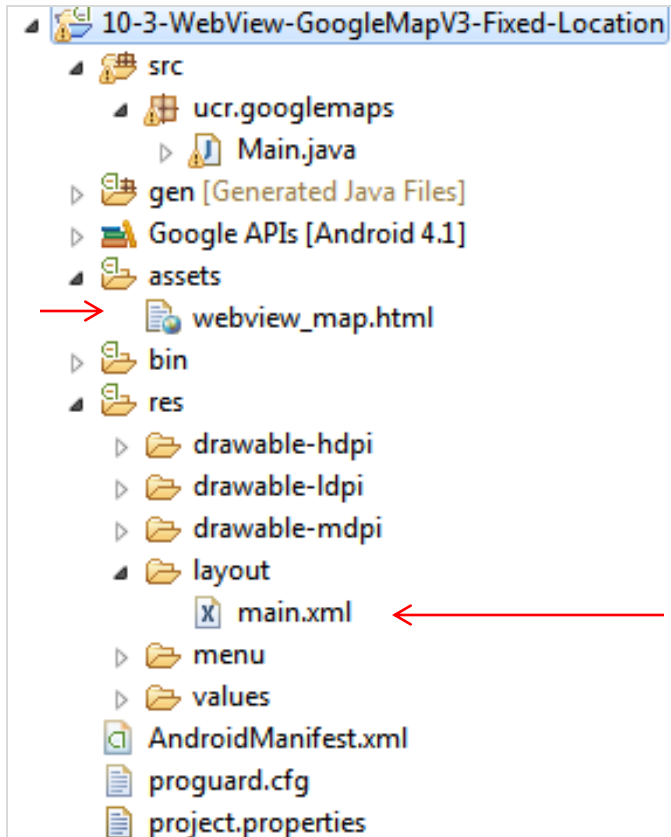 10-3-WebView-GoogleMapV3-Fixed-Location
src
ucr.googlemaps
Main.java
gen [Generated Java Files]
Google APIs [Android 4.1]
assets
webview_map.html
bin
res
drawable-hdpi
drawable-ldpi
drawable-mdpi
layout
main.xml
menu
values
AndroidManifest.xml
proguard.cfg
project.properties